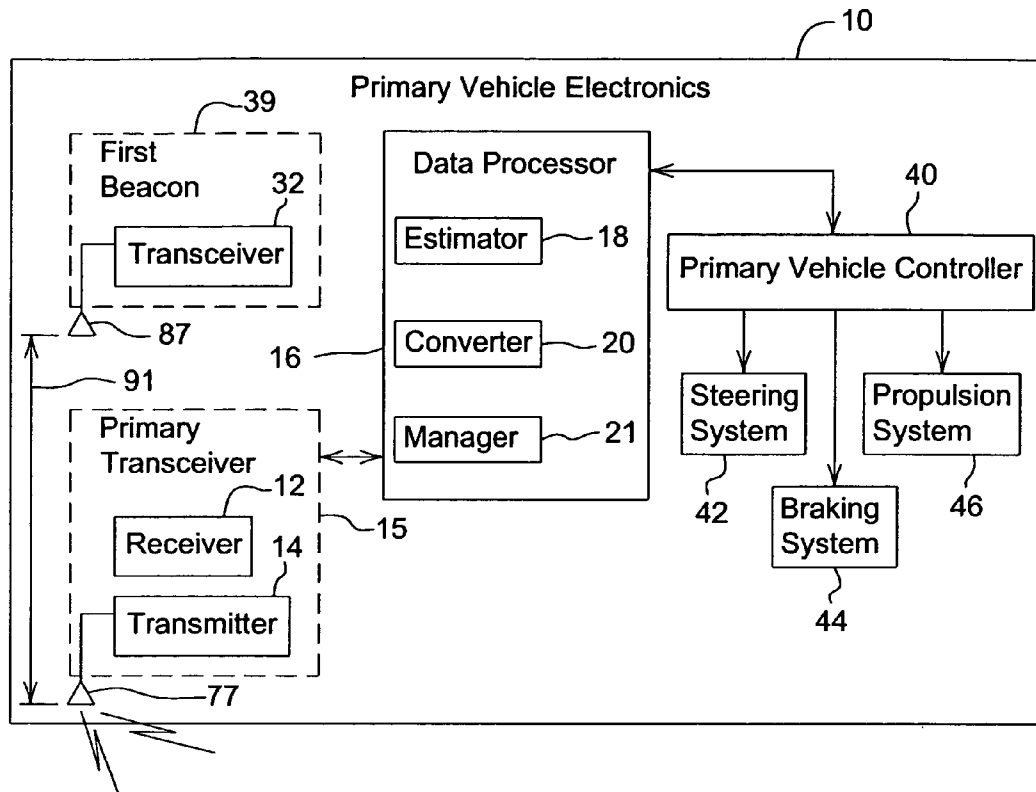 10
Primary Vehicle Electronics
39
First
Beacon
32
Transceiver
87
91
Primary
Transceiver
12
Receiver
15
14
Transmitter
77
Data Processor
Estimator
18
16
Converter
20
Manager
21
40
Primary Vehicle Controller
Steering
System
42
Braking
System
44
Propulsion
System
46